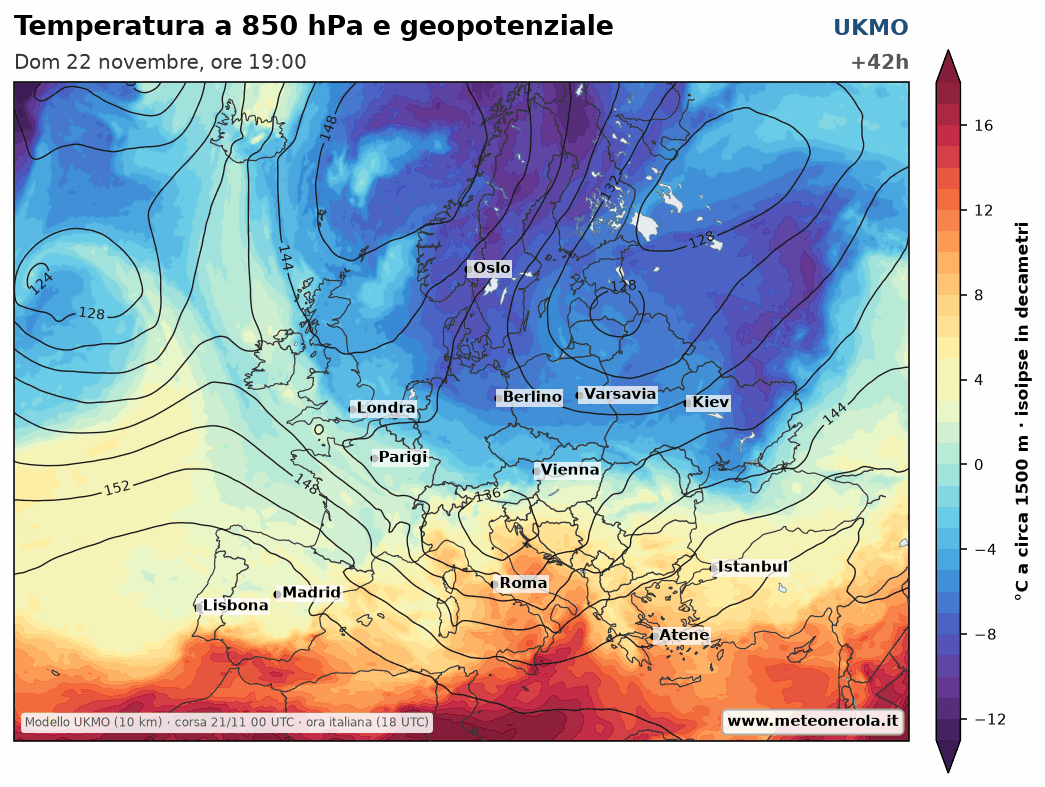 Temperatura a 850 hPa e geopotenziale
UKMO
Dom 22 novembre, ore 19:00
+42h
148
132
128
144
124
128
128
Oslo
Berlino
Varsavia
Kiev
Londra
144
Parigi
Vienna
152
148
136
Istanbul
Roma
Madrid
Lisbona
Atene
Modello UKMO (10 km) · corsa 21/11 00 UTC · ora italiana (18 UTC)
www.meteonerola.it
16
12
8
4
0
−4
−8
−12
°C a circa 1500 m · isoipse in decametri